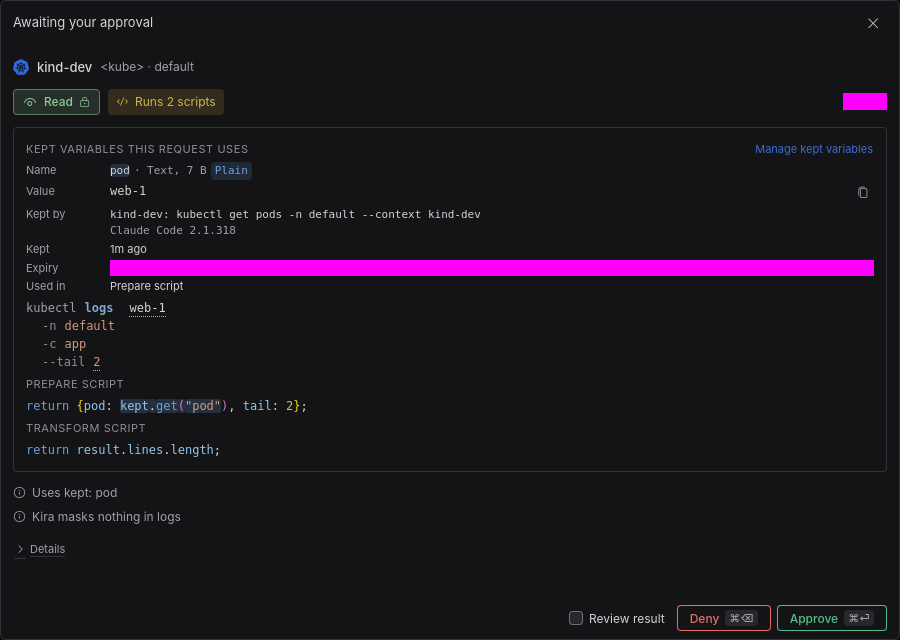 Awaiting your approval
kind-dev <kube> · default
Read Runs 2 scripts
KEPT VARIABLES THIS REQUEST USES Manage kept variables
Name pod · Text, 7 B Plain
Value web-1
Kept by kind-dev: kubectl get pods -n default --context kind-dev
Claude Code 2.1.318
Kept 1m ago
Expiry
Used in Prepare script
kubectl logs web-1
-n default
-c app
--tail 2
PREPARE SCRIPT
return {pod: kept.get("pod"), tail: 2};
TRANSFORM SCRIPT
return result.lines.length;
Uses kept: pod
Kira masks nothing in logs
Details
Review result Deny ⌘⌫ Approve ⌘⏎